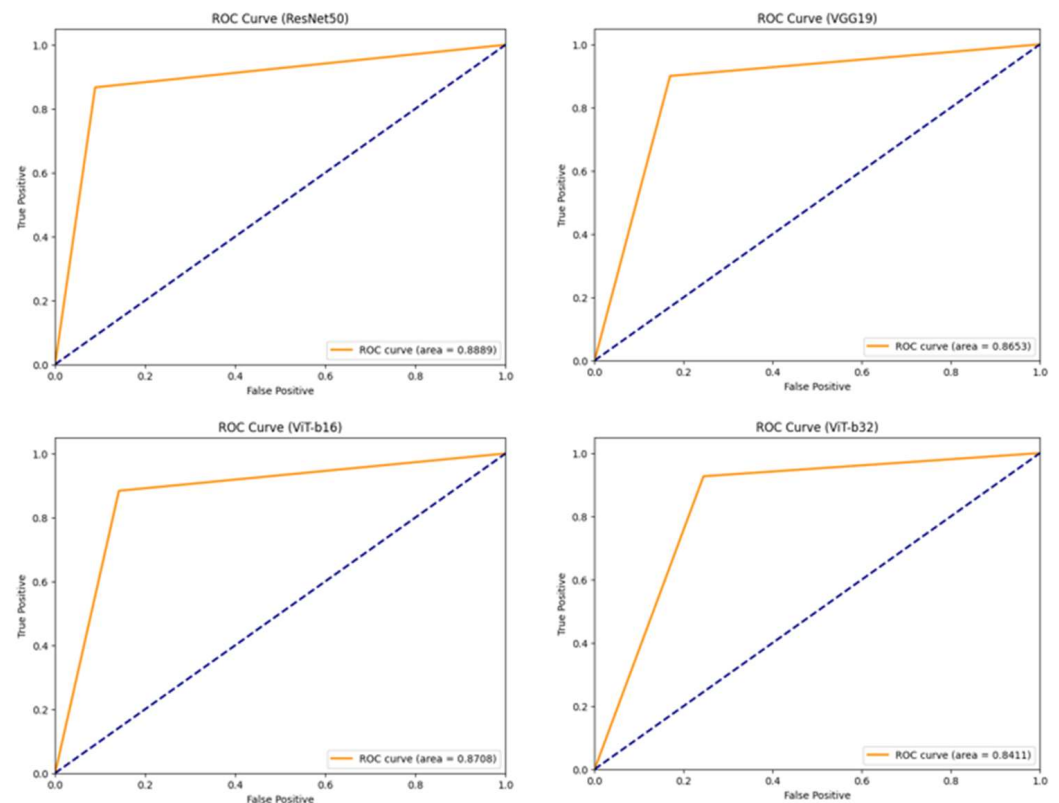 ROC Curve (ResNet50)
1.0
0.8
0.6
0.4
0.2
0.0
True Positive
0.0 0.2 0.4 0.6 0.8 1.0
False Positive
ROC curve (area = 0.8889)
ROC Curve (VGG19)
1.0
0.8
0.6
0.4
0.2
0.0
True Positive
0.0 0.2 0.4 0.6 0.8 1.0
False Positive
ROC curve (area = 0.8653)
ROC Curve (ViT-b16)
1.0
0.8
0.6
0.4
0.2
0.0
True Positive
0.0 0.2 0.4 0.6 0.8 1.0
False Positive
ROC curve (area = 0.8708)
ROC Curve (ViT-b32)
1.0
0.8
0.6
0.4
0.2
0.0
True Positive
0.0 0.2 0.4 0.6 0.8 1.0
False Positive
ROC curve (area = 0.8411)